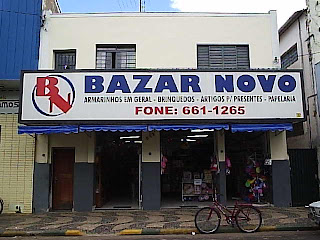 BN
BAZAR NOVO
ARMARINHOS EM GERAL - BRINQUEDOS - ARTIGOS P/ PRESENTES - PAPELARIA
FONE: 661-1265